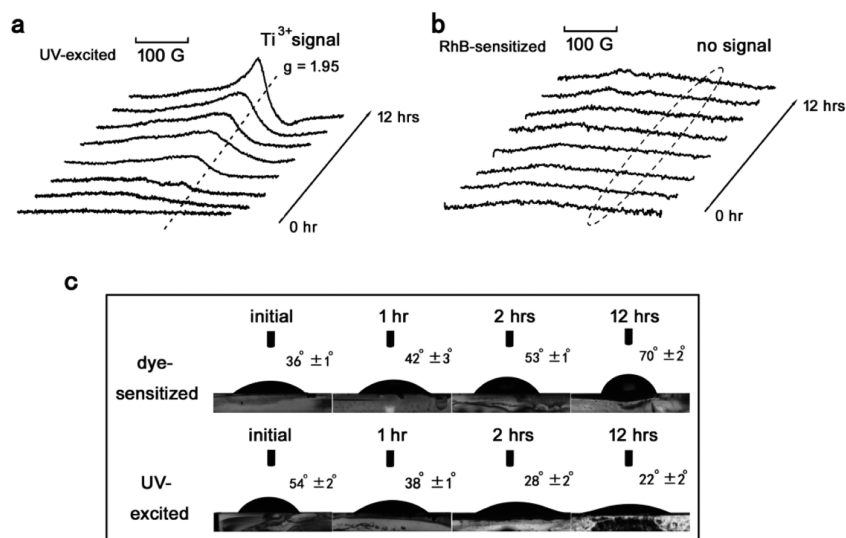 a
UV-excited
100 G
Ti3+signal
g = 1.95
12 hrs
0 hr
b
RhB-sensitized
100 G
no signal
12 hrs
0 hr
c
initial
1 hr
2 hrs
12 hrs
dye-
sensitized
36° ±1°
42° ±3°
53° ±1°
70° ±2°
initial
1 hr
2 hrs
12 hrs
UV-
excited
54° ±2°
38° ±1°
28° ±2°
22° ±2°